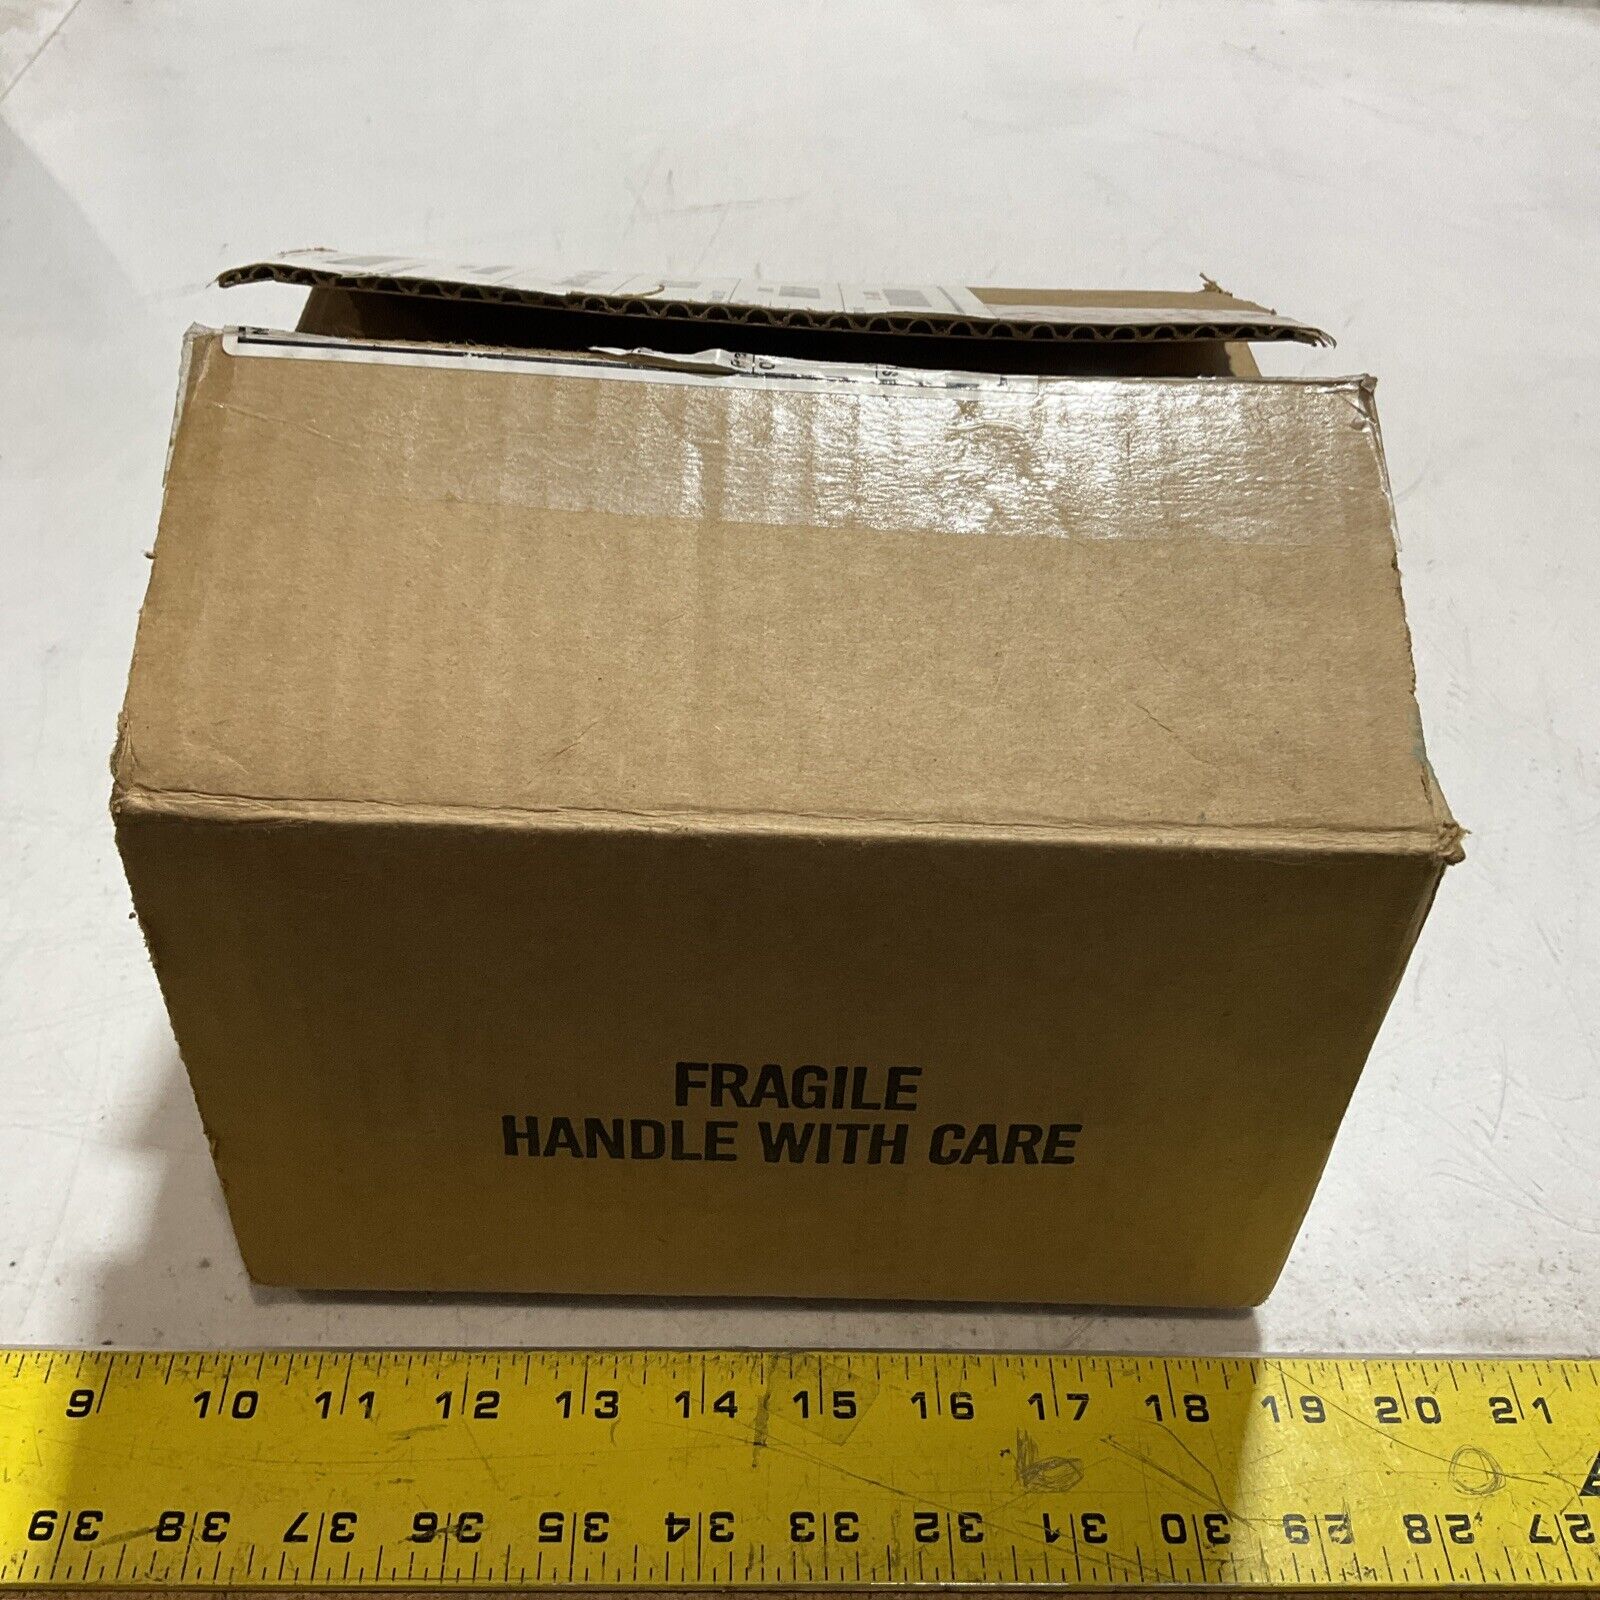 FRAGILE
HANDLE WITH CARE
9 10 11 12 13 14 15 16 17 18 19 20 21
39 38 37 36 35 34 33 32 31 30 29 28 27